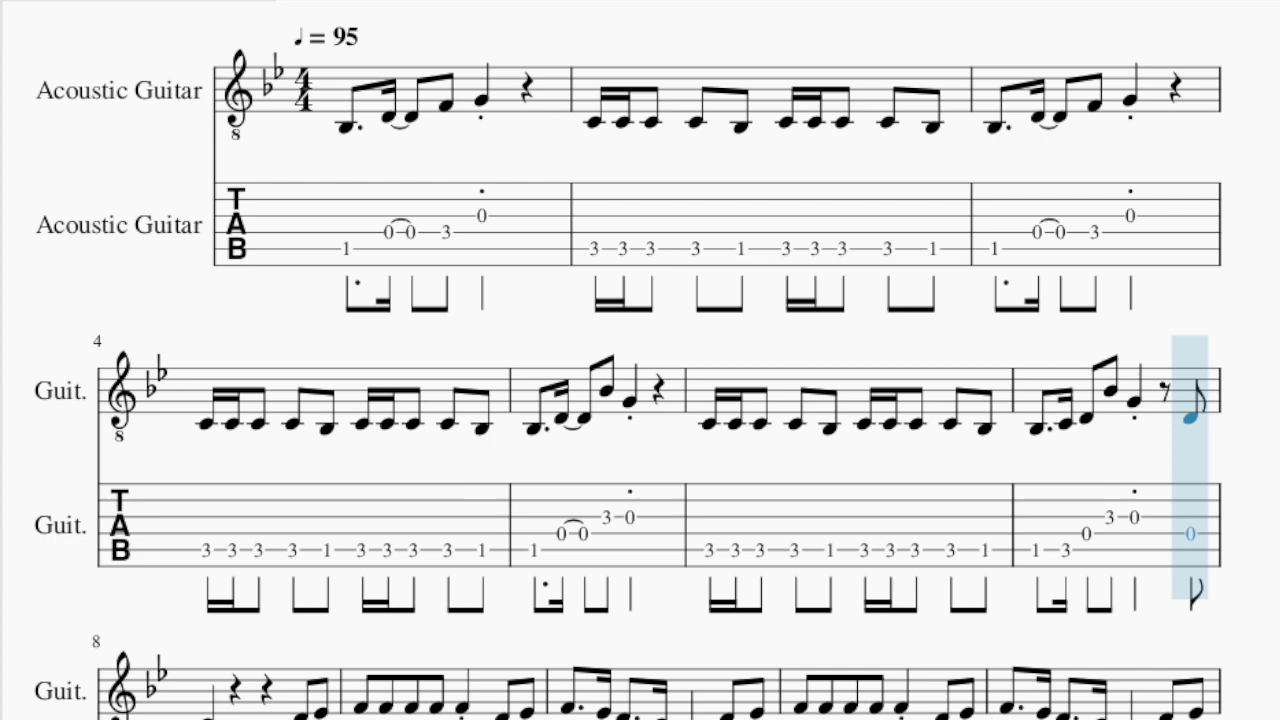 ♩ = 95
Acoustic Guitar
4
4
8
T
A
B
Acoustic Guitar
1 0 0 3 0 3 3 3 3 1 3 3 3 3 1 1 0 0 3 0
4
Guit.
8
T
A
B
Guit.
3 3 3 3 1 3 3 3 3 1 1 0 0 3 0 3 3 3 3 1 3 3 3 3 1 1 3 0 3 0 0
8
Guit.